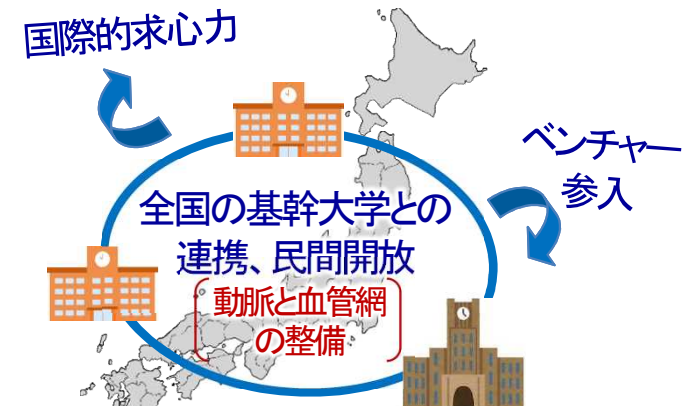 国際的求心力
ベンチャー
参入
全国の基幹大学との
連携、民間開放
動脈と血管網
の整備